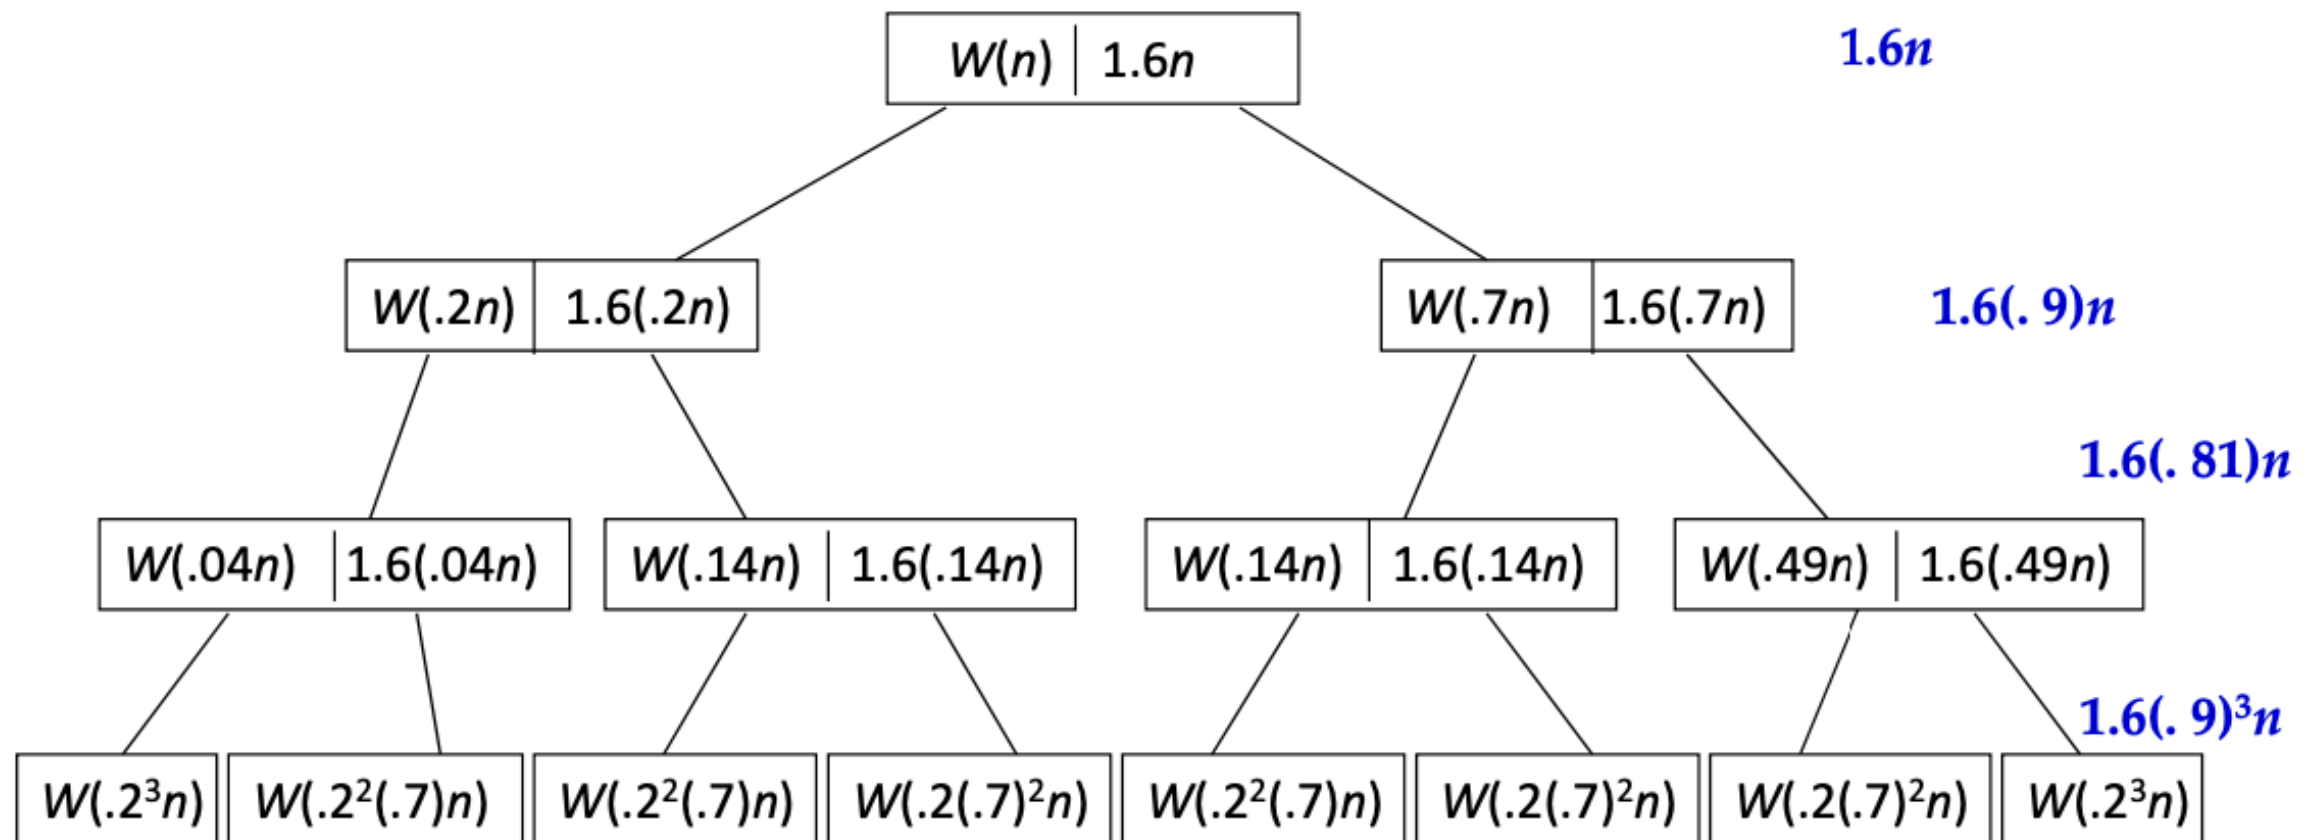 W(n) | 1.6n 1.6n
W(.2n) 1.6(.2n) W(.7n) 1.6(.7n) 1.6(. 9)n
1.6(. 81)n
W(.04n) 1.6(.04n) W(.14n) 1.6(.14n) W(.14n) 1.6(.14n) W(.49n) 1.6(.49n)
1.6(. 9)³n
W(.2³n) W(.2²(.7)n) W(.2²(.7)n) W(.2(.7)²n) W(.2²(.7)n) W(.2(.7)²n) W(.2(.7)²n) W(.2³n)